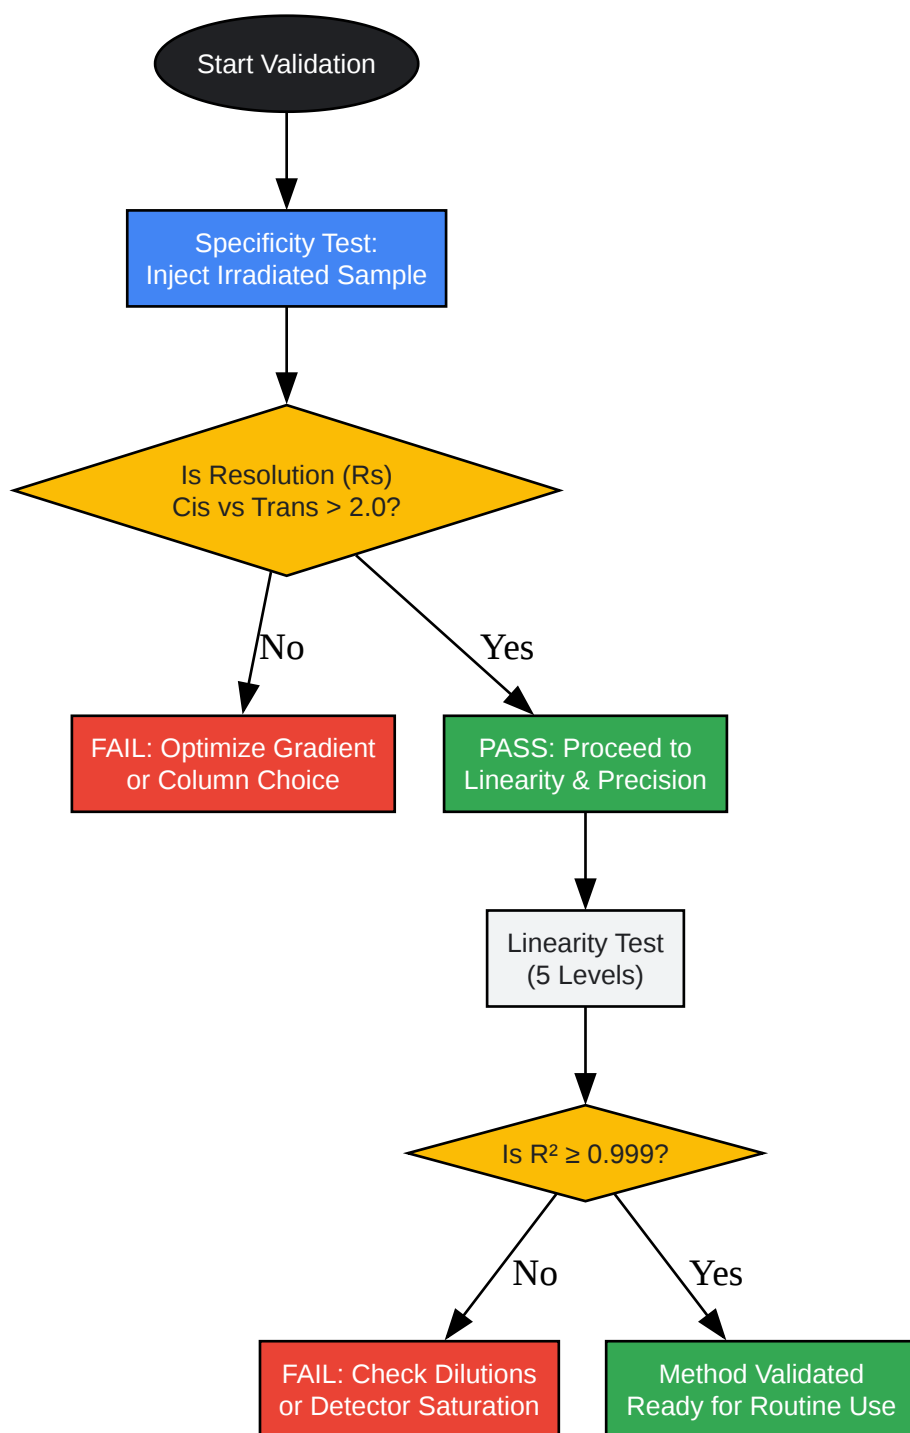 Start Validation
Specificity Test:
Inject Irradiated Sample
Is Resolution (Rs)
Cis vs Trans > 2.0?
No
Yes
FAIL: Optimize Gradient
or Column Choice
PASS: Proceed to
Linearity & Precision
Linearity Test
(5 Levels)
Is R² ≥ 0.999?
No
Yes
FAIL: Check Dilutions
or Detector Saturation
Method Validated
Ready for Routine Use